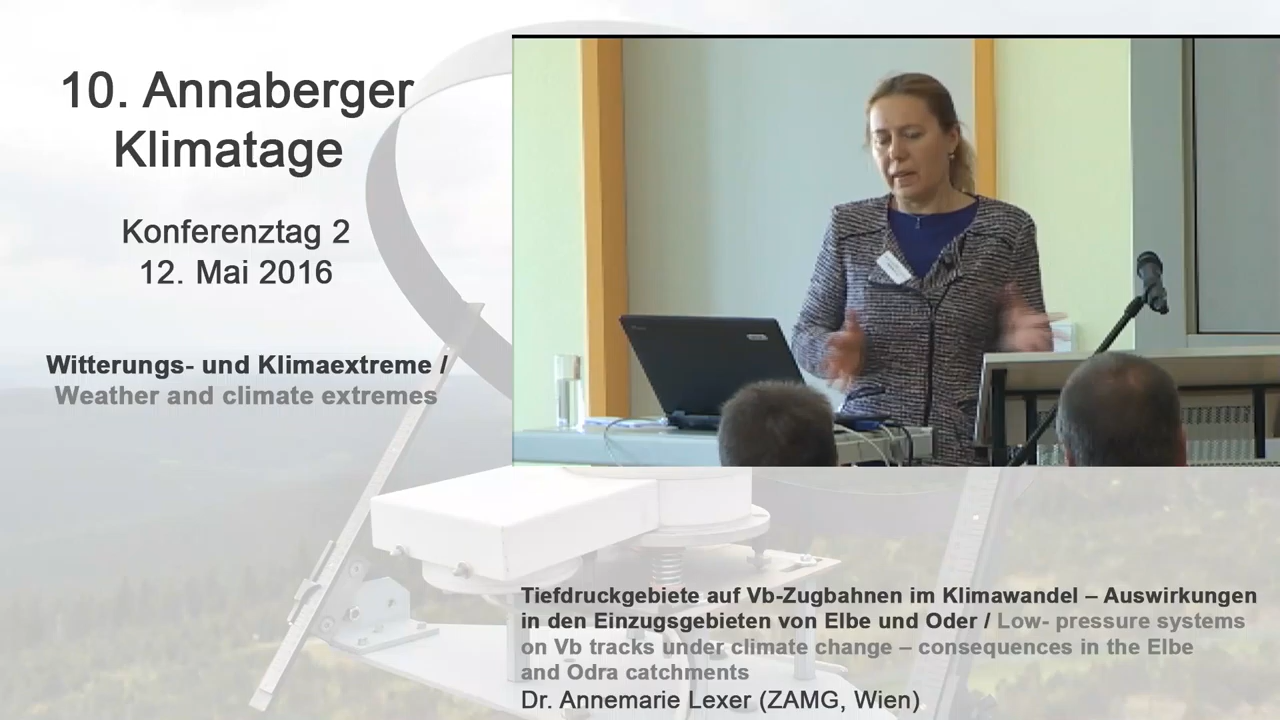 10. Annaberger
Klimatage
Konferenztag 2
12. Mai 2016
Witterungs- und Klimaextreme /
Weather and climate extremes
Tiefdruckgebiete auf Vb-Zugbahnen im Klimawandel – Auswirkungen
in den Einzugsgebieten von Elbe und Oder / Low- pressure systems
on Vb tracks under climate change – consequences in the Elbe
and Odra catchments
Dr. Annemarie Lexer (ZAMG, Wien)